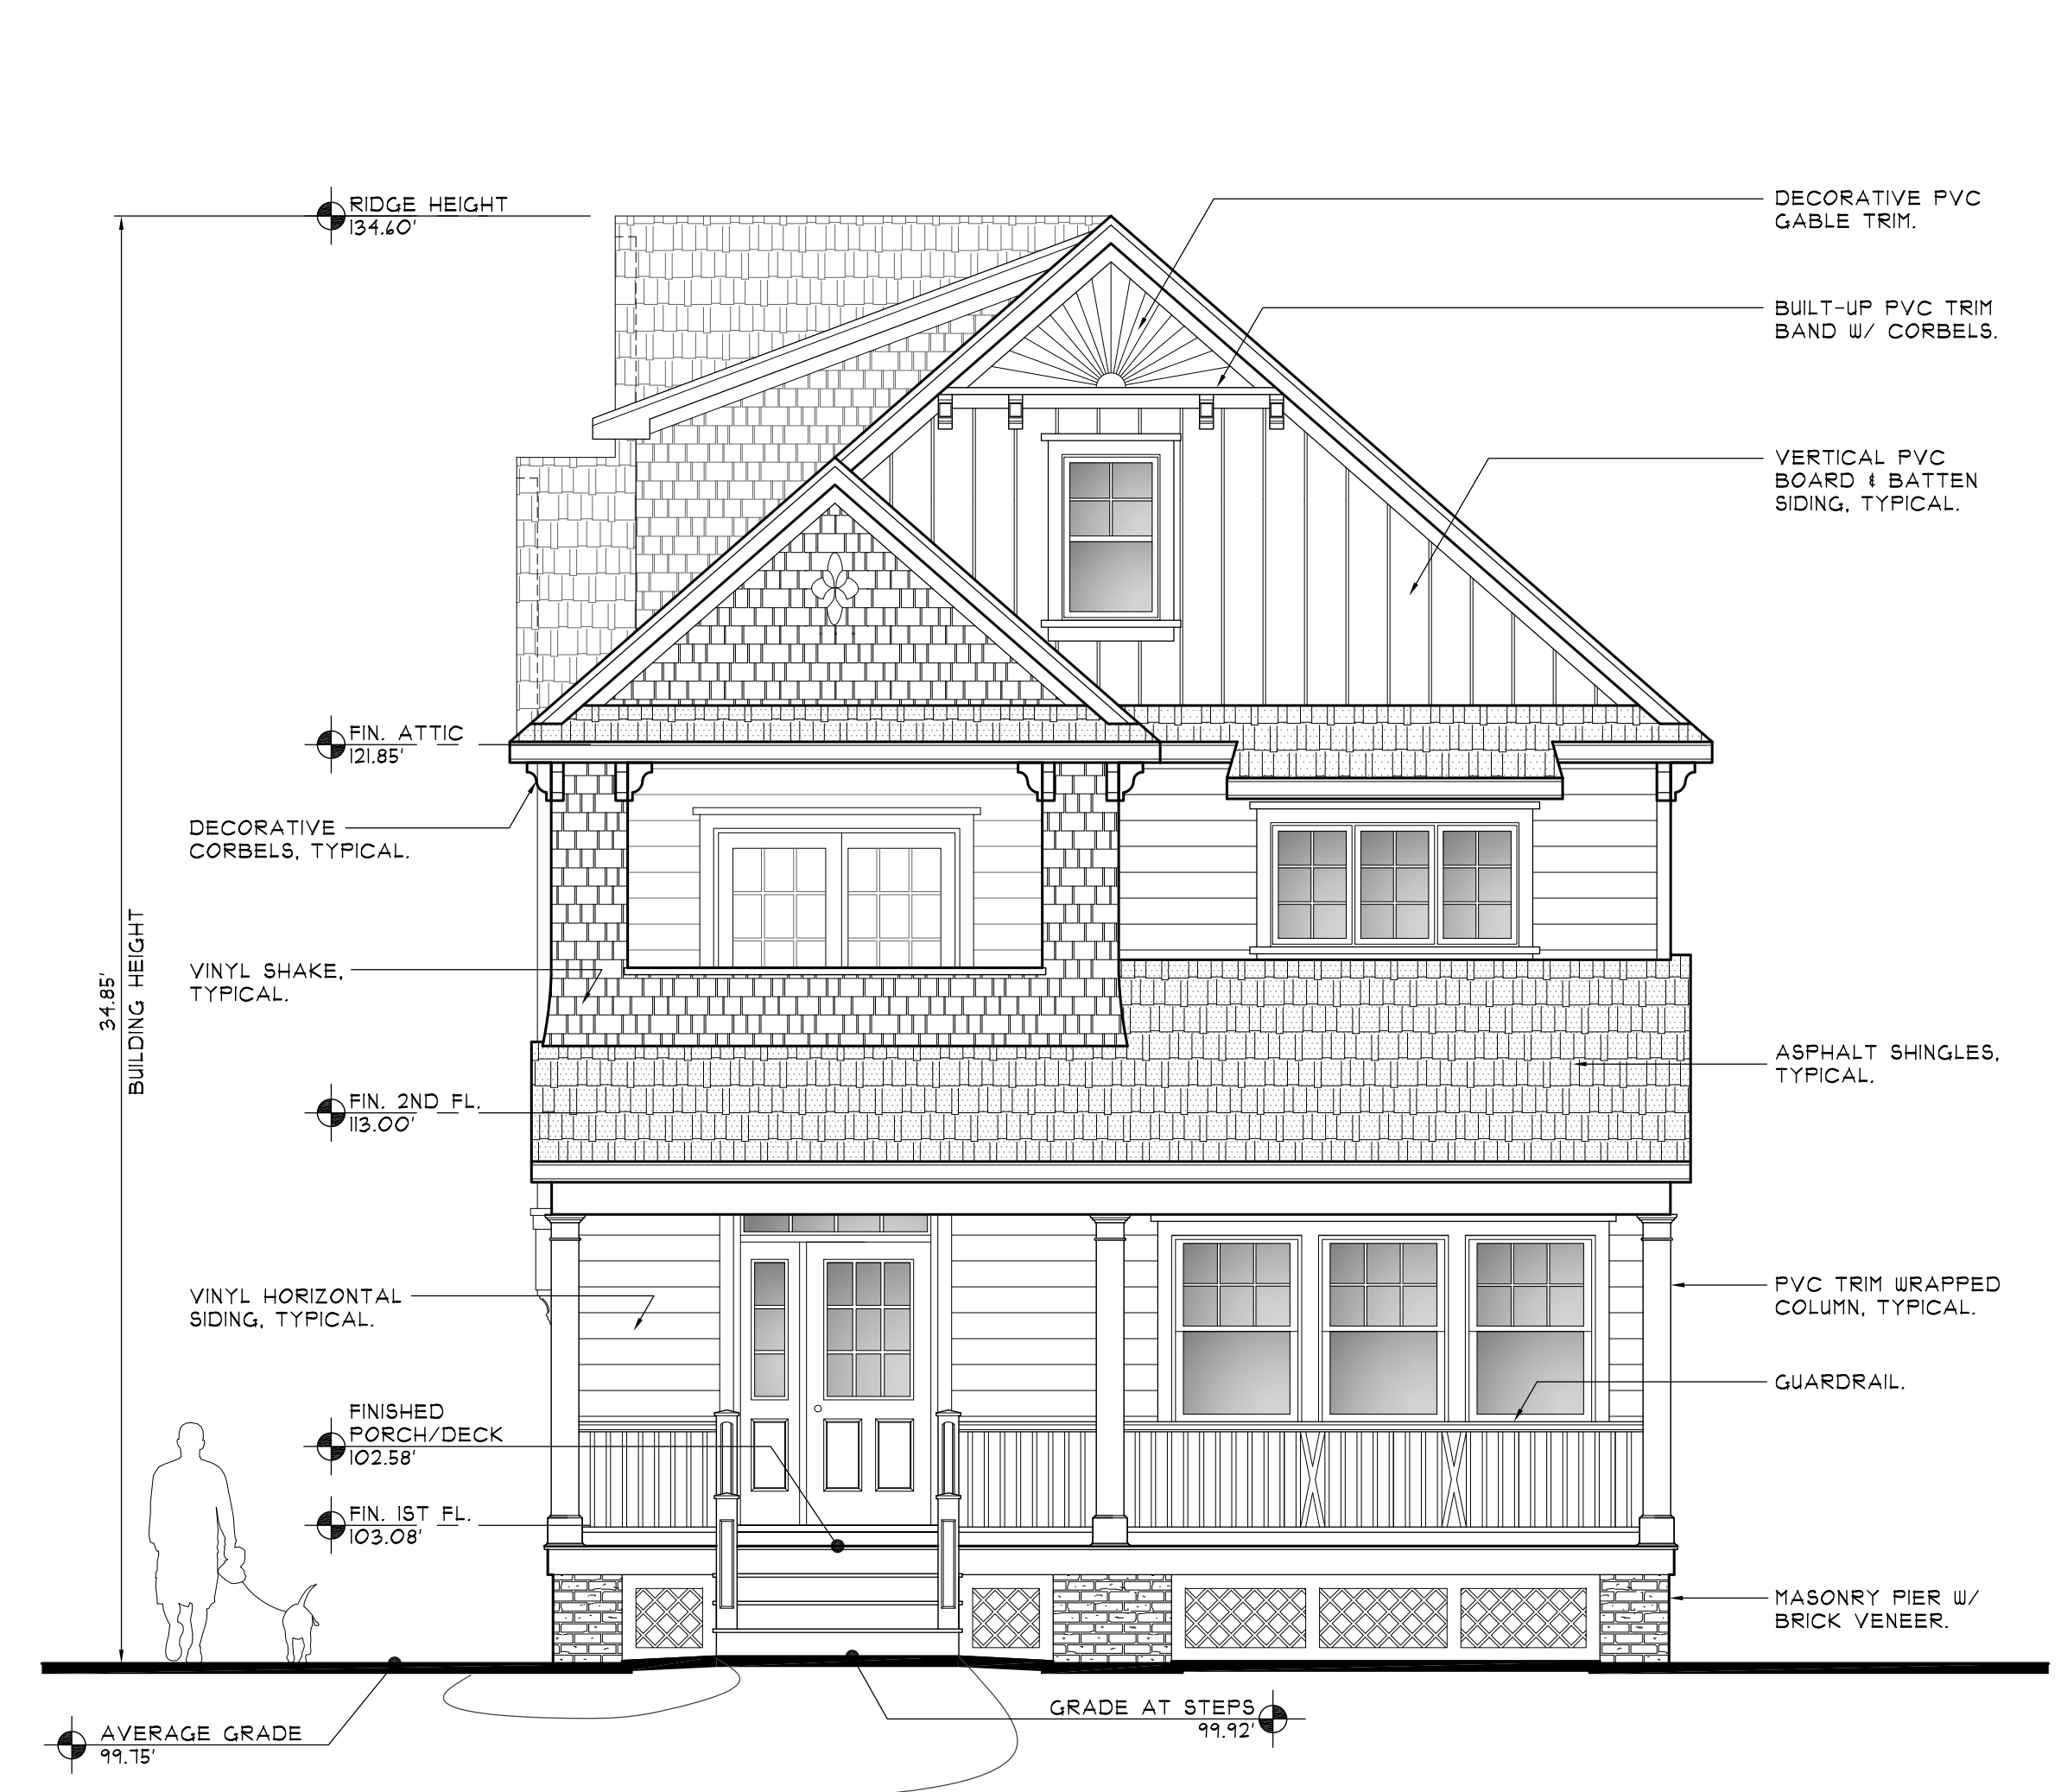 RIDGE HEIGHT
134.60'
DECORATIVE PVC
GABLE TRIM.
BUILT-UP PVC TRIM
BAND W/ CORBELS.
VERTICAL PVC
BOARD & BATTEN
SIDING, TYPICAL.
FIN. ATTIC
121.85'
DECORATIVE
CORBELS, TYPICAL.
34.85'
BUILDING HEIGHT
VINYL SHAKE,
TYPICAL.
ASPHALT SHINGLES,
TYPICAL.
FIN. 2ND FL.
113.00'
VINYL HORIZONTAL
SIDING, TYPICAL.
PVC TRIM WRAPPED
COLUMN, TYPICAL.
GUARDRAIL.
FINISHED
PORCH/DECK
102.58'
FIN. 1ST FL.
103.08'
MASONRY PIER W/
BRICK VENEER.
GRADE AT STEPS
99.92'
AVERAGE GRADE
99.75'